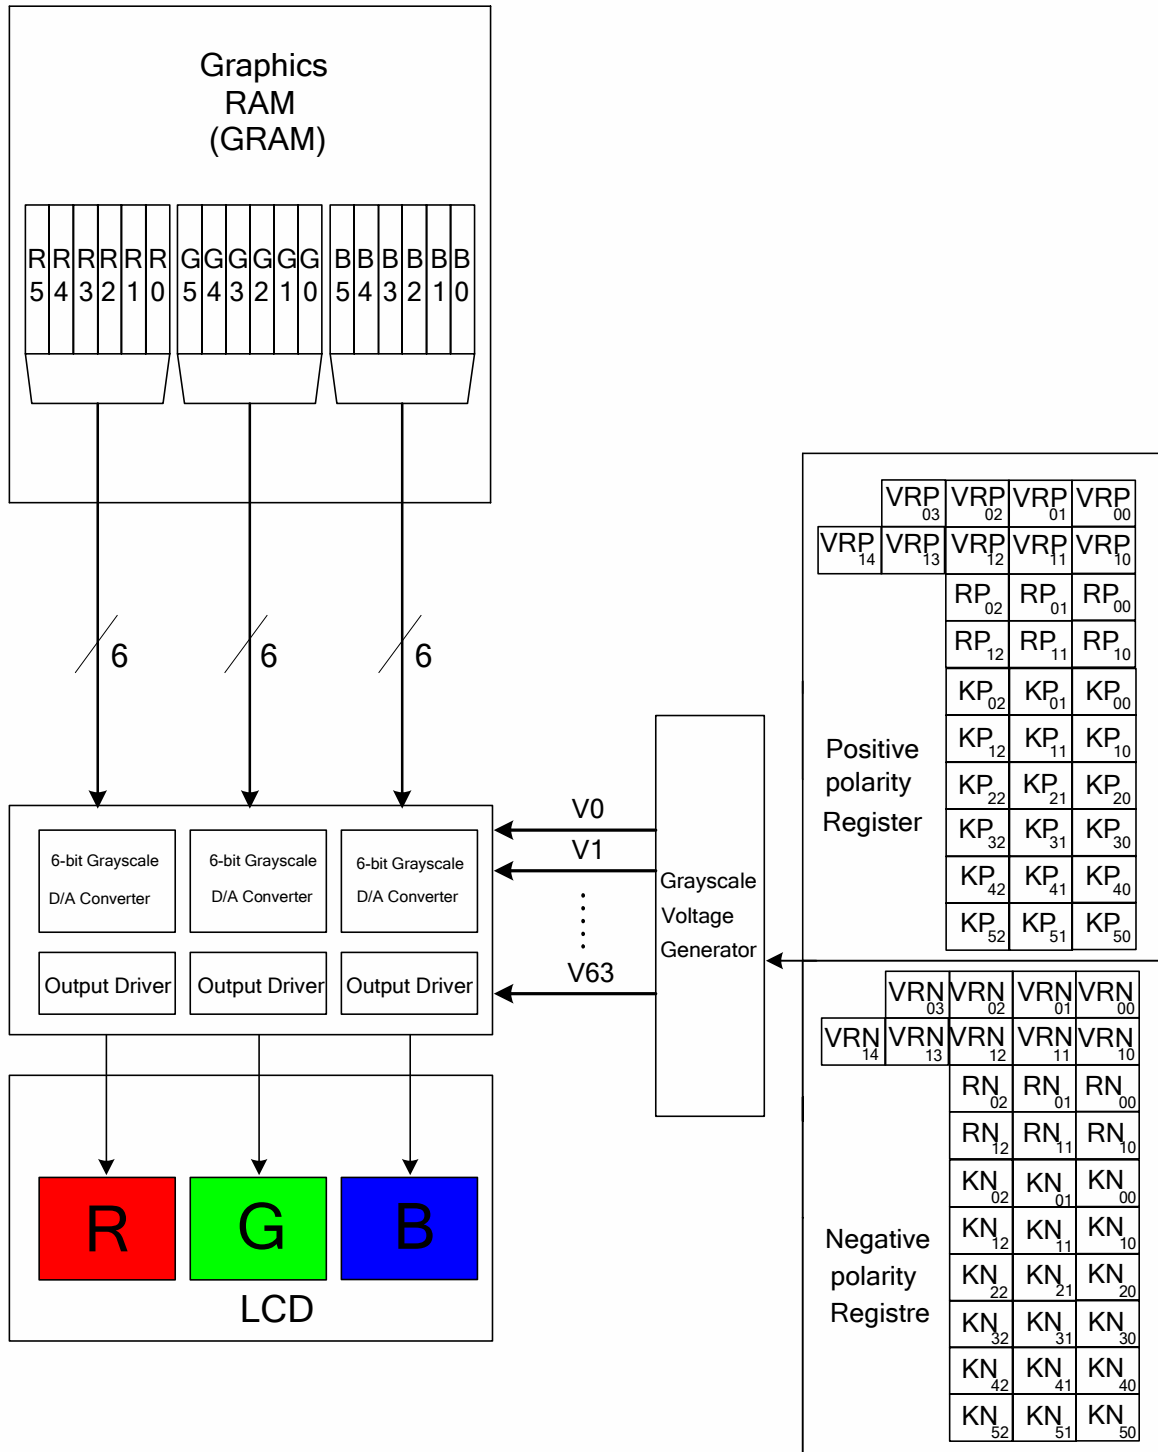 Graphics
RAM
(GRAM)
R5 R4 R3 R2 R1 R0 G5 G4 G3 G2 G1 G0 B5 B4 B3 B2 B1 B0
6 6 6
6-bit Grayscale
D/A Converter
6-bit Grayscale
D/A Converter
6-bit Grayscale
D/A Converter
Output Driver Output Driver Output Driver
V0
V1
V63
Grayscale
Voltage
Generator
R G B
LCD
VRP03 VRP02 VRP01 VRP00
VRP14 VRP13 VRP12 VRP11 VRP10
RP02 RP01 RP00
RP12 RP11 RP10
KP02 KP01 KP00
KP12 KP11 KP10
KP22 KP21 KP20
KP32 KP31 KP30
KP42 KP41 KP40
KP52 KP51 KP50
Positive
polarity
Register
VRN03 VRN02 VRN01 VRN00
VRN14 VRN13 VRN12 VRN11 VRN10
RN02 RN01 RN00
RN12 RN11 RN10
KN02 KN01 KN00
KN12 KN11 KN10
KN22 KN21 KN20
KN32 KN31 KN30
KN42 KN41 KN40
KN52 KN51 KN50
Negative
polarity
Registre